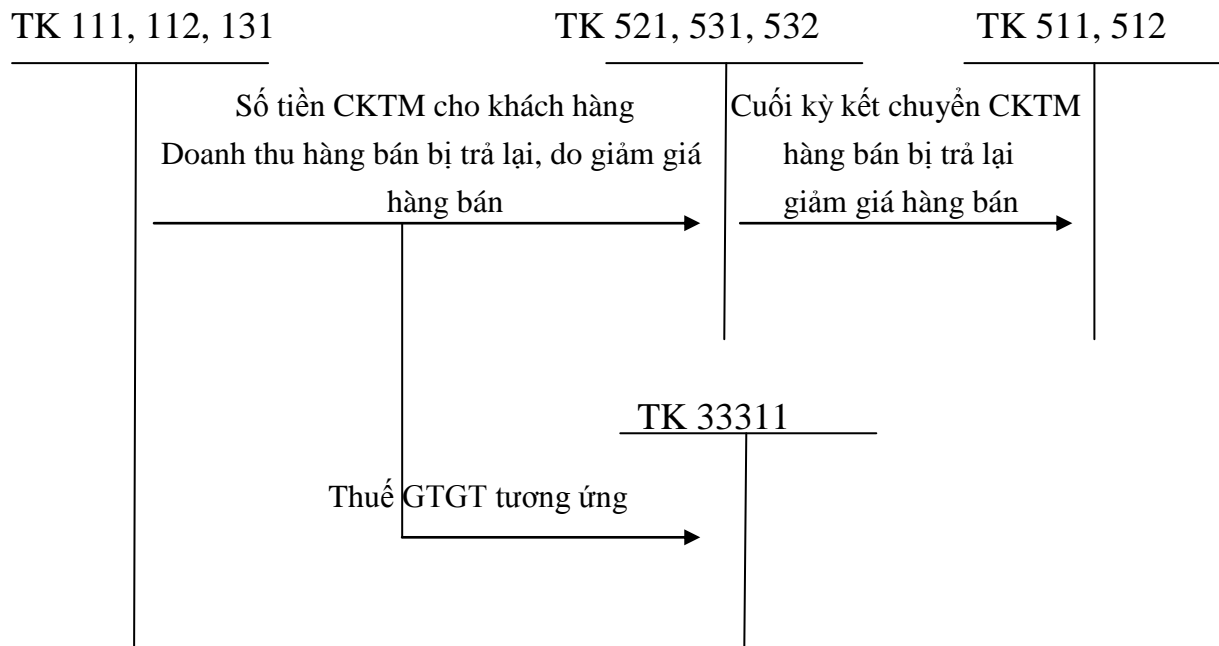 TK 111, 112, 131
TK 521, 531, 532
TK 511, 512
Số tiền CKTM cho khách hàng
Doanh thu hàng bán bị trả lại, do giảm giá
hàng bán
Cuối kỳ kết chuyển CKTM
hàng bán bị trả lại
giảm giá hàng bán
TK 33311
Thuế GTGT tương ứng